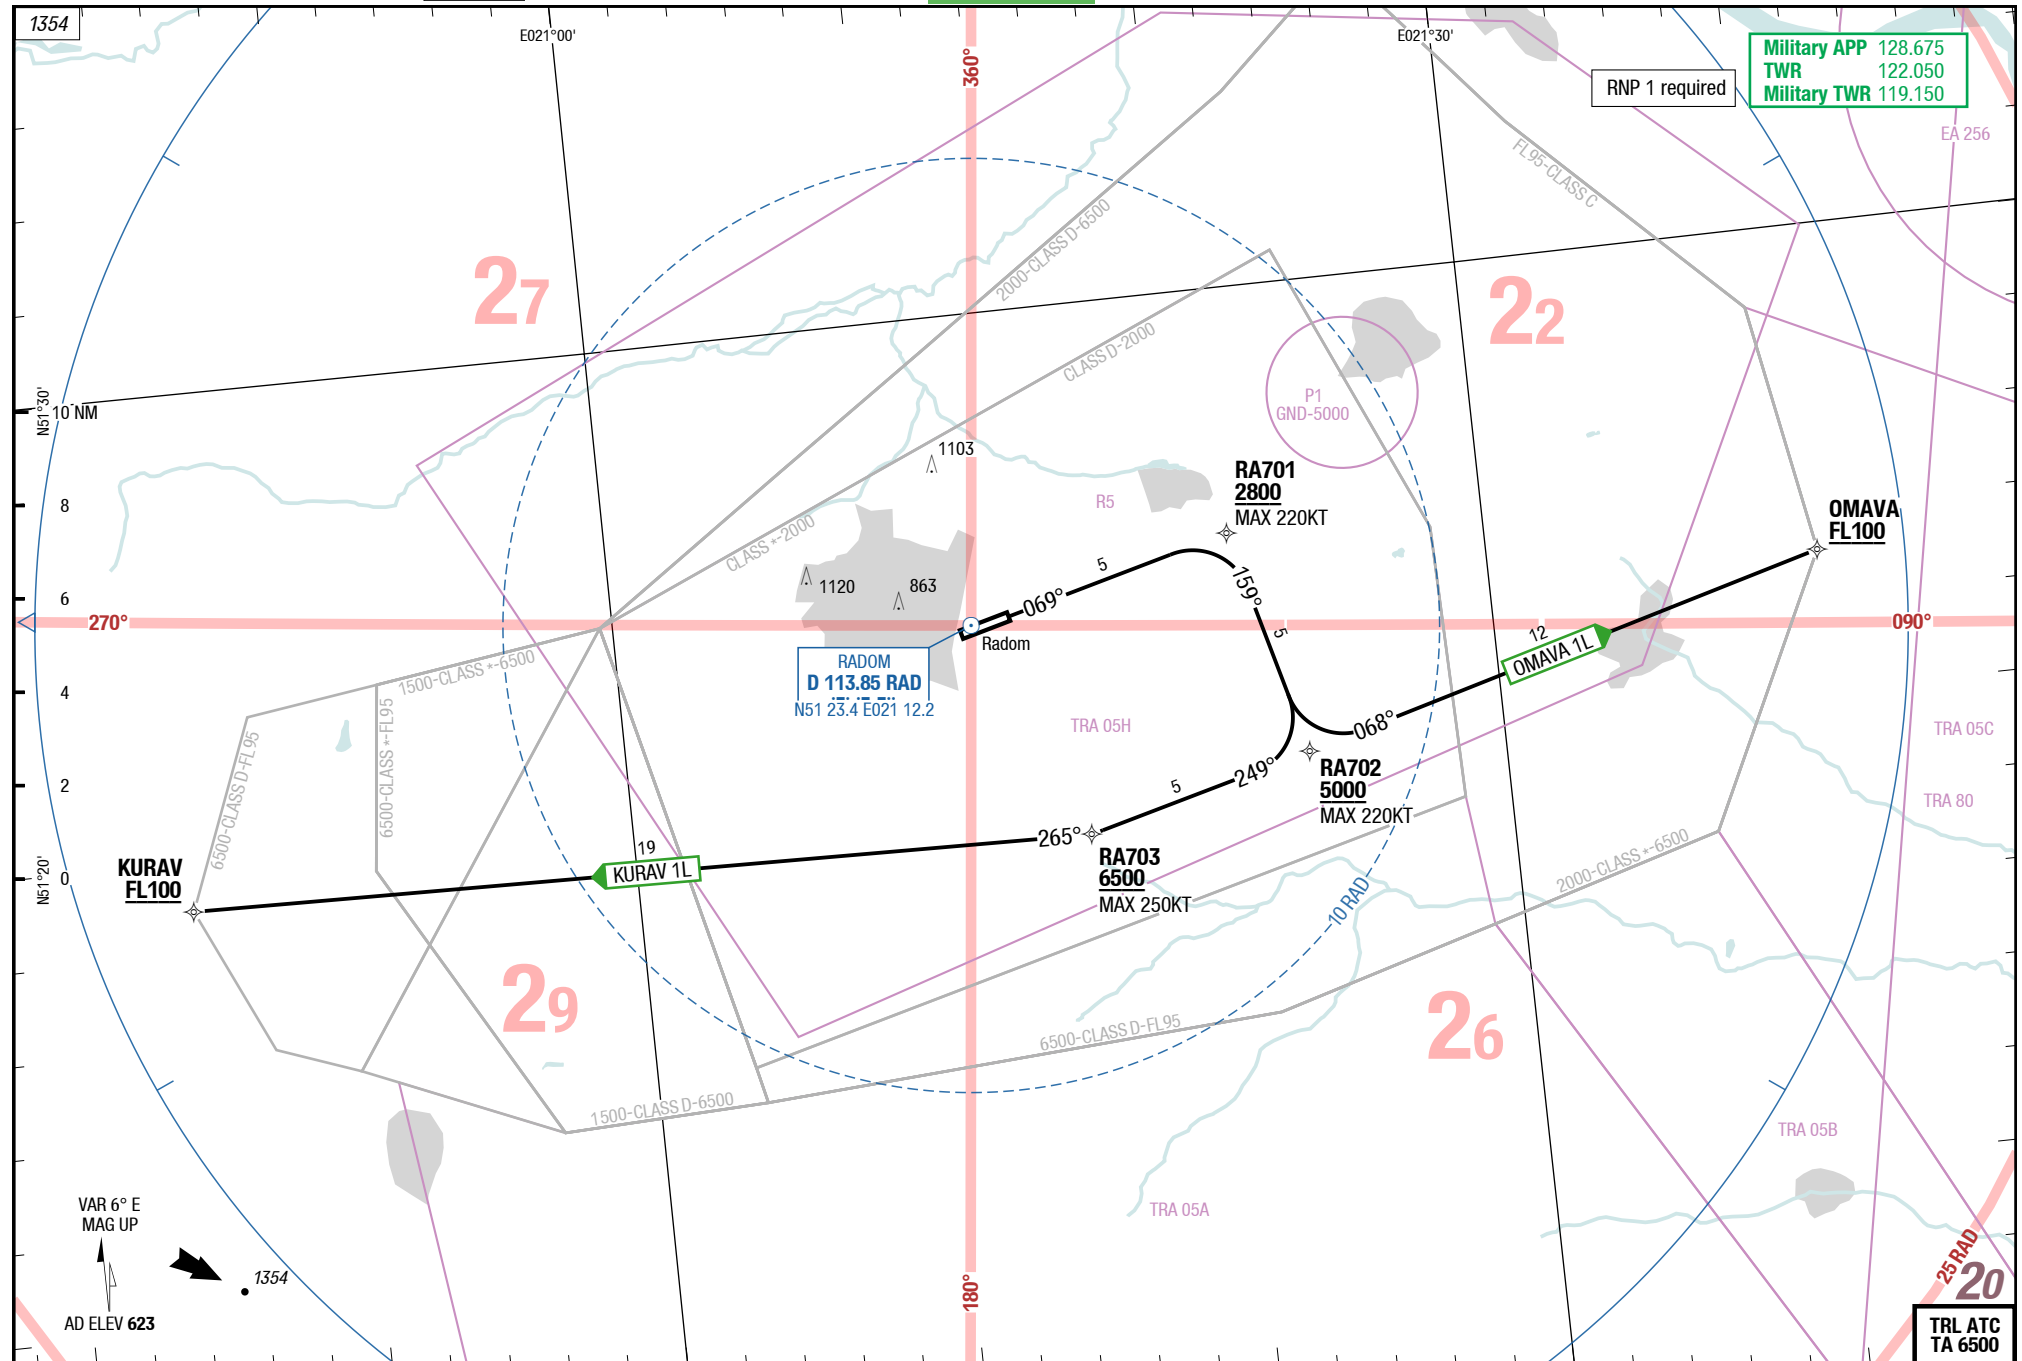 1354
E021°00'
360°
E021°30'
RNP 1 required
Military APP 128.675
TWR 122.050
Military TWR 119.150
EA 256
FL95-CLASS C
2000-CLASS D-6500
27
22
CLASS D-2000
P1
GND-5000
N51°30'
10 NM
8
6
4
2
0
N51°20'
1103
R5
CLASS *-2000
1120
863
RA701
2800
MAX 220KT
OMAVA
FL100
069°
5
159°
5
270°
090°
Radom
RADOM
D 113.85 RAD
N51 23.4 E021 12.2
1500-CLASS *-6500
6500-CLASS D-FL95
6500-CLASS *-FL95
TRA 05H
12
OMAVA 1L
068°
249°
5
RA702
5000
MAX 220KT
TRA 05C
TRA 80
265°
RA703
6500
MAX 250KT
19
KURAV 1L
KURAV
FL100
10 RAD
2000-CLASS *-6500
29
26
6500-CLASS D-FL95
1500-CLASS D-6500
TRA 05B
TRA 05A
VAR 6° E
MAG UP
1354
AD ELEV 623
180°
25 RAD
20
TRL ATC
TA 6500